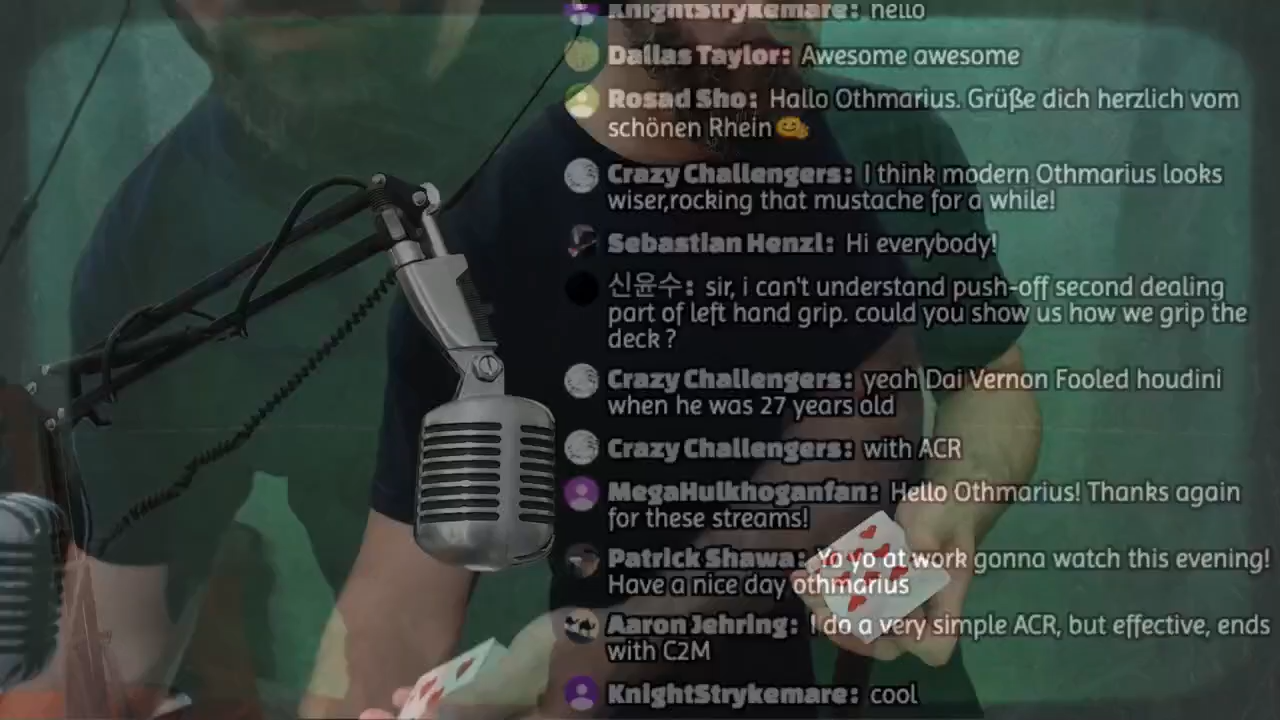 KnightStrykemare: hello
Dallas Taylor: Awesome awesome
Rosad Sho: Hallo Othmarius. Grüße dich herzlich vom
schönen Rhein
Crazy Challengers: I think modern Othmarius looks
wiser,rocking that mustache for a while!
Sebastian Henzl: Hi everybody!
신윤수: sir, i can't understand push-off second dealing
part of left hand grip. could you show us how we grip the
deck ?
Crazy Challengers: yeah Dai Vernon Fooled houdini
when he was 27 years old
Crazy Challengers: with ACR
MegaHulkhoganfan: Hello Othmarius! Thanks again
for these streams!
Patrick Shawa: Yo yo at work gonna watch this evening!
Have a nice day othmarius
Aaron Jehring: I do a very simple ACR, but effective, ends
with C2M
KnightStrykemare: cool